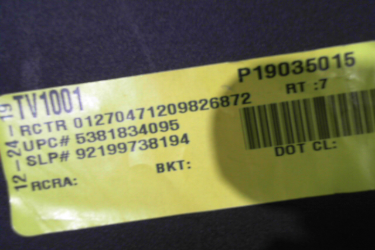 12-24-19
TV1001
P19035015
RCTR 01270471209826872
RT :7
UPC# 5381834095
SLP# 92199738194
DOT CL:
BKT:
RCRA: